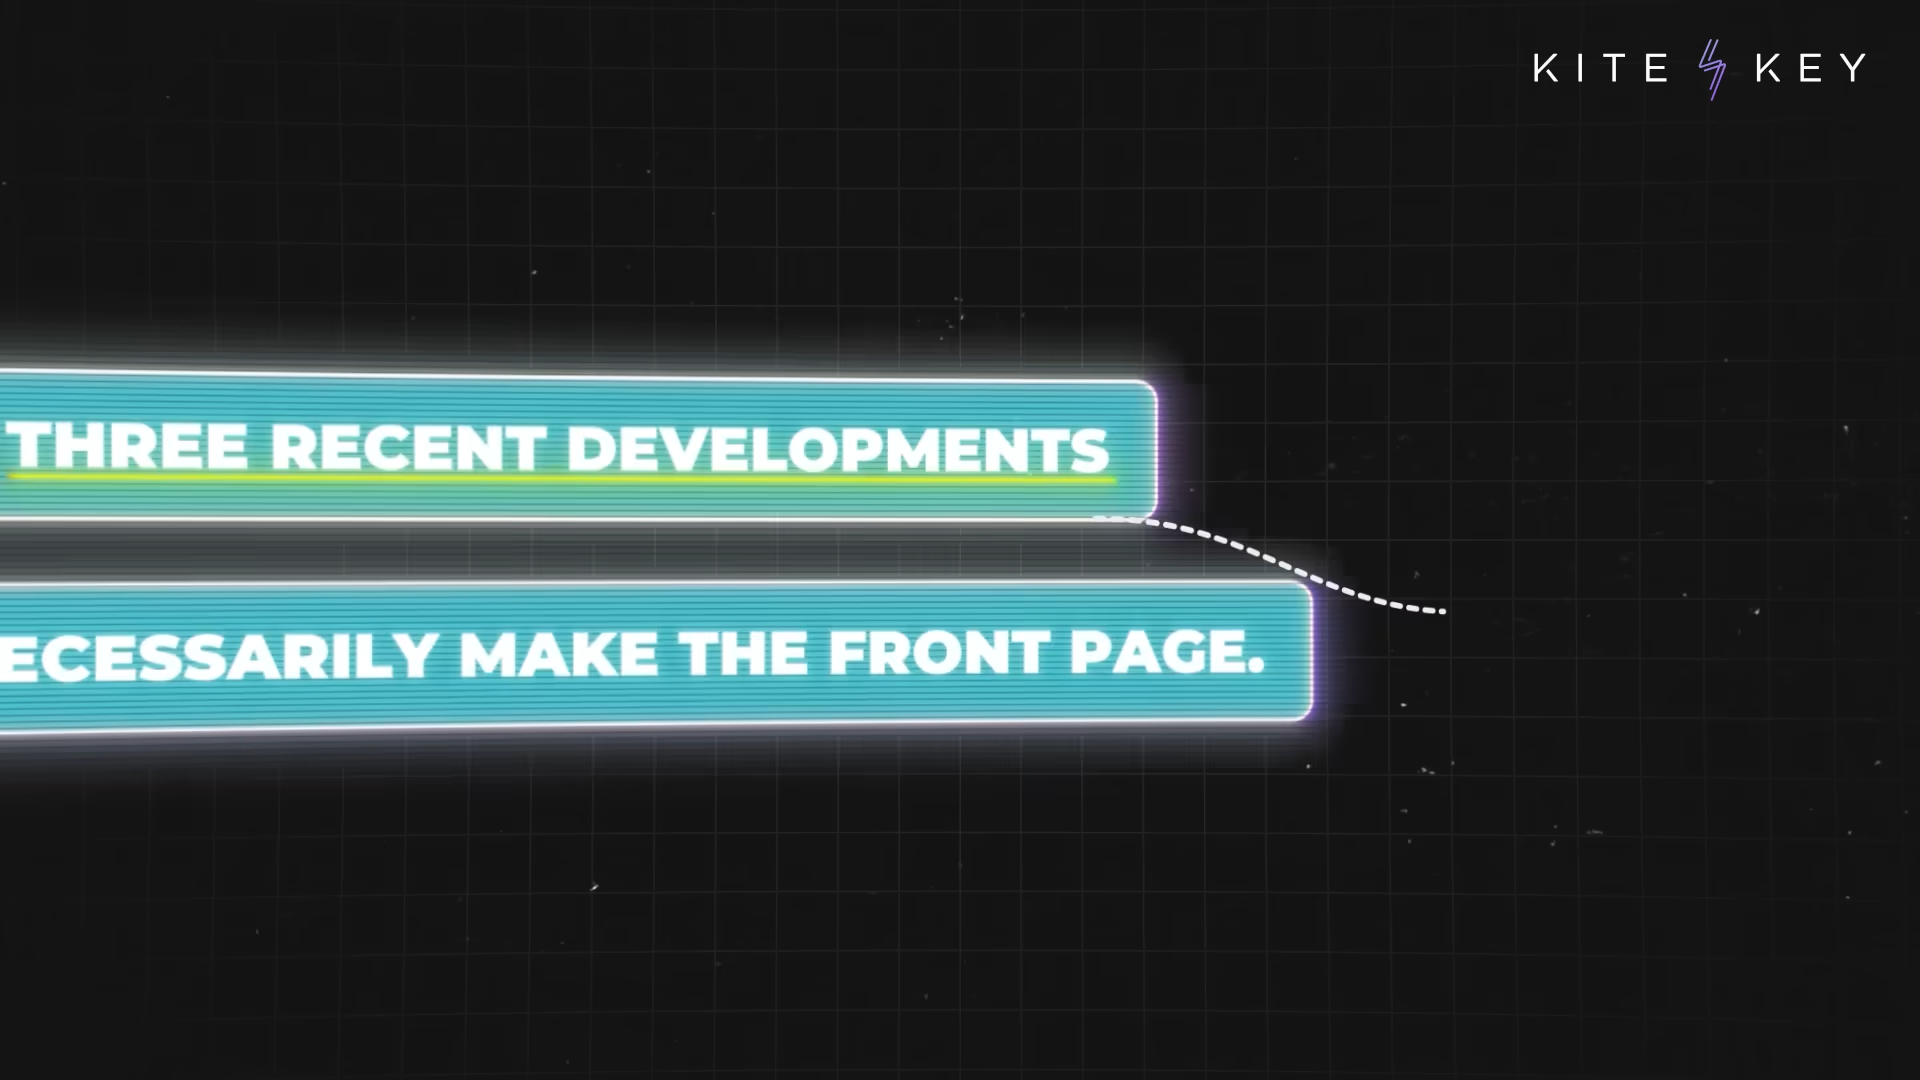 KITE KEY
THREE RECENT DEVELOPMENTS
ECESSARILY MAKE THE FRONT PAGE.